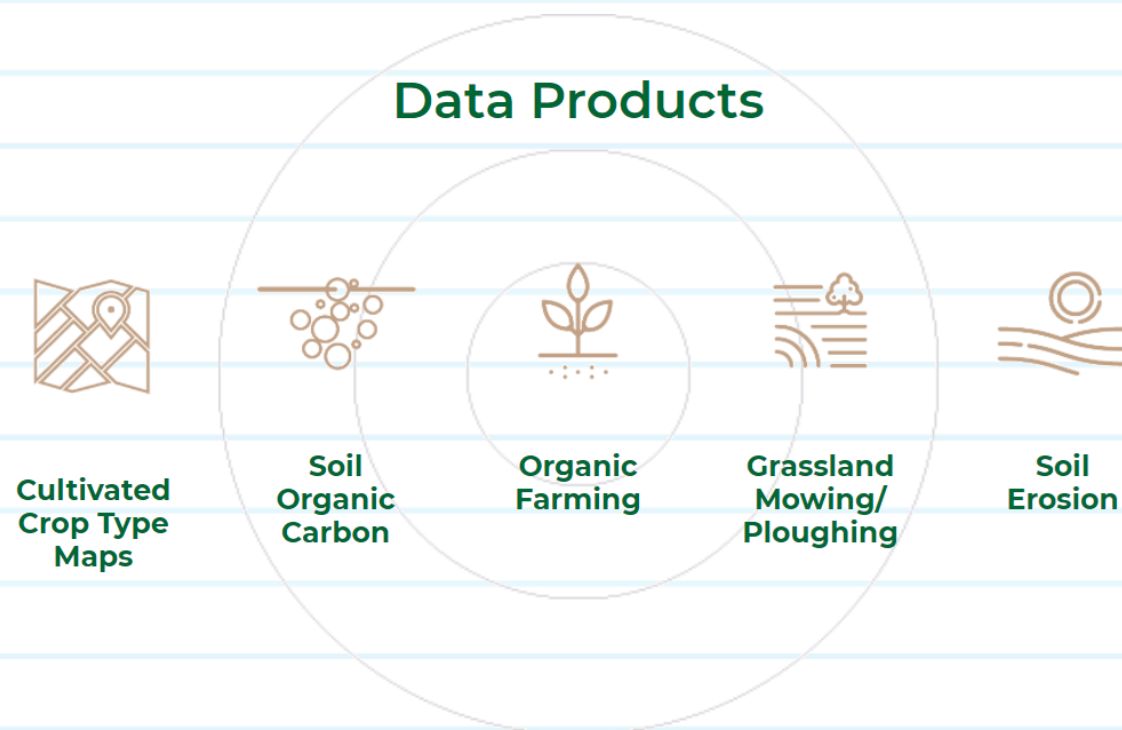 Data Products
Cultivated
Crop Type
Maps
Soil
Organic
Carbon
Organic
Farming
Grassland
Mowing/
Ploughing
Soil
Erosion